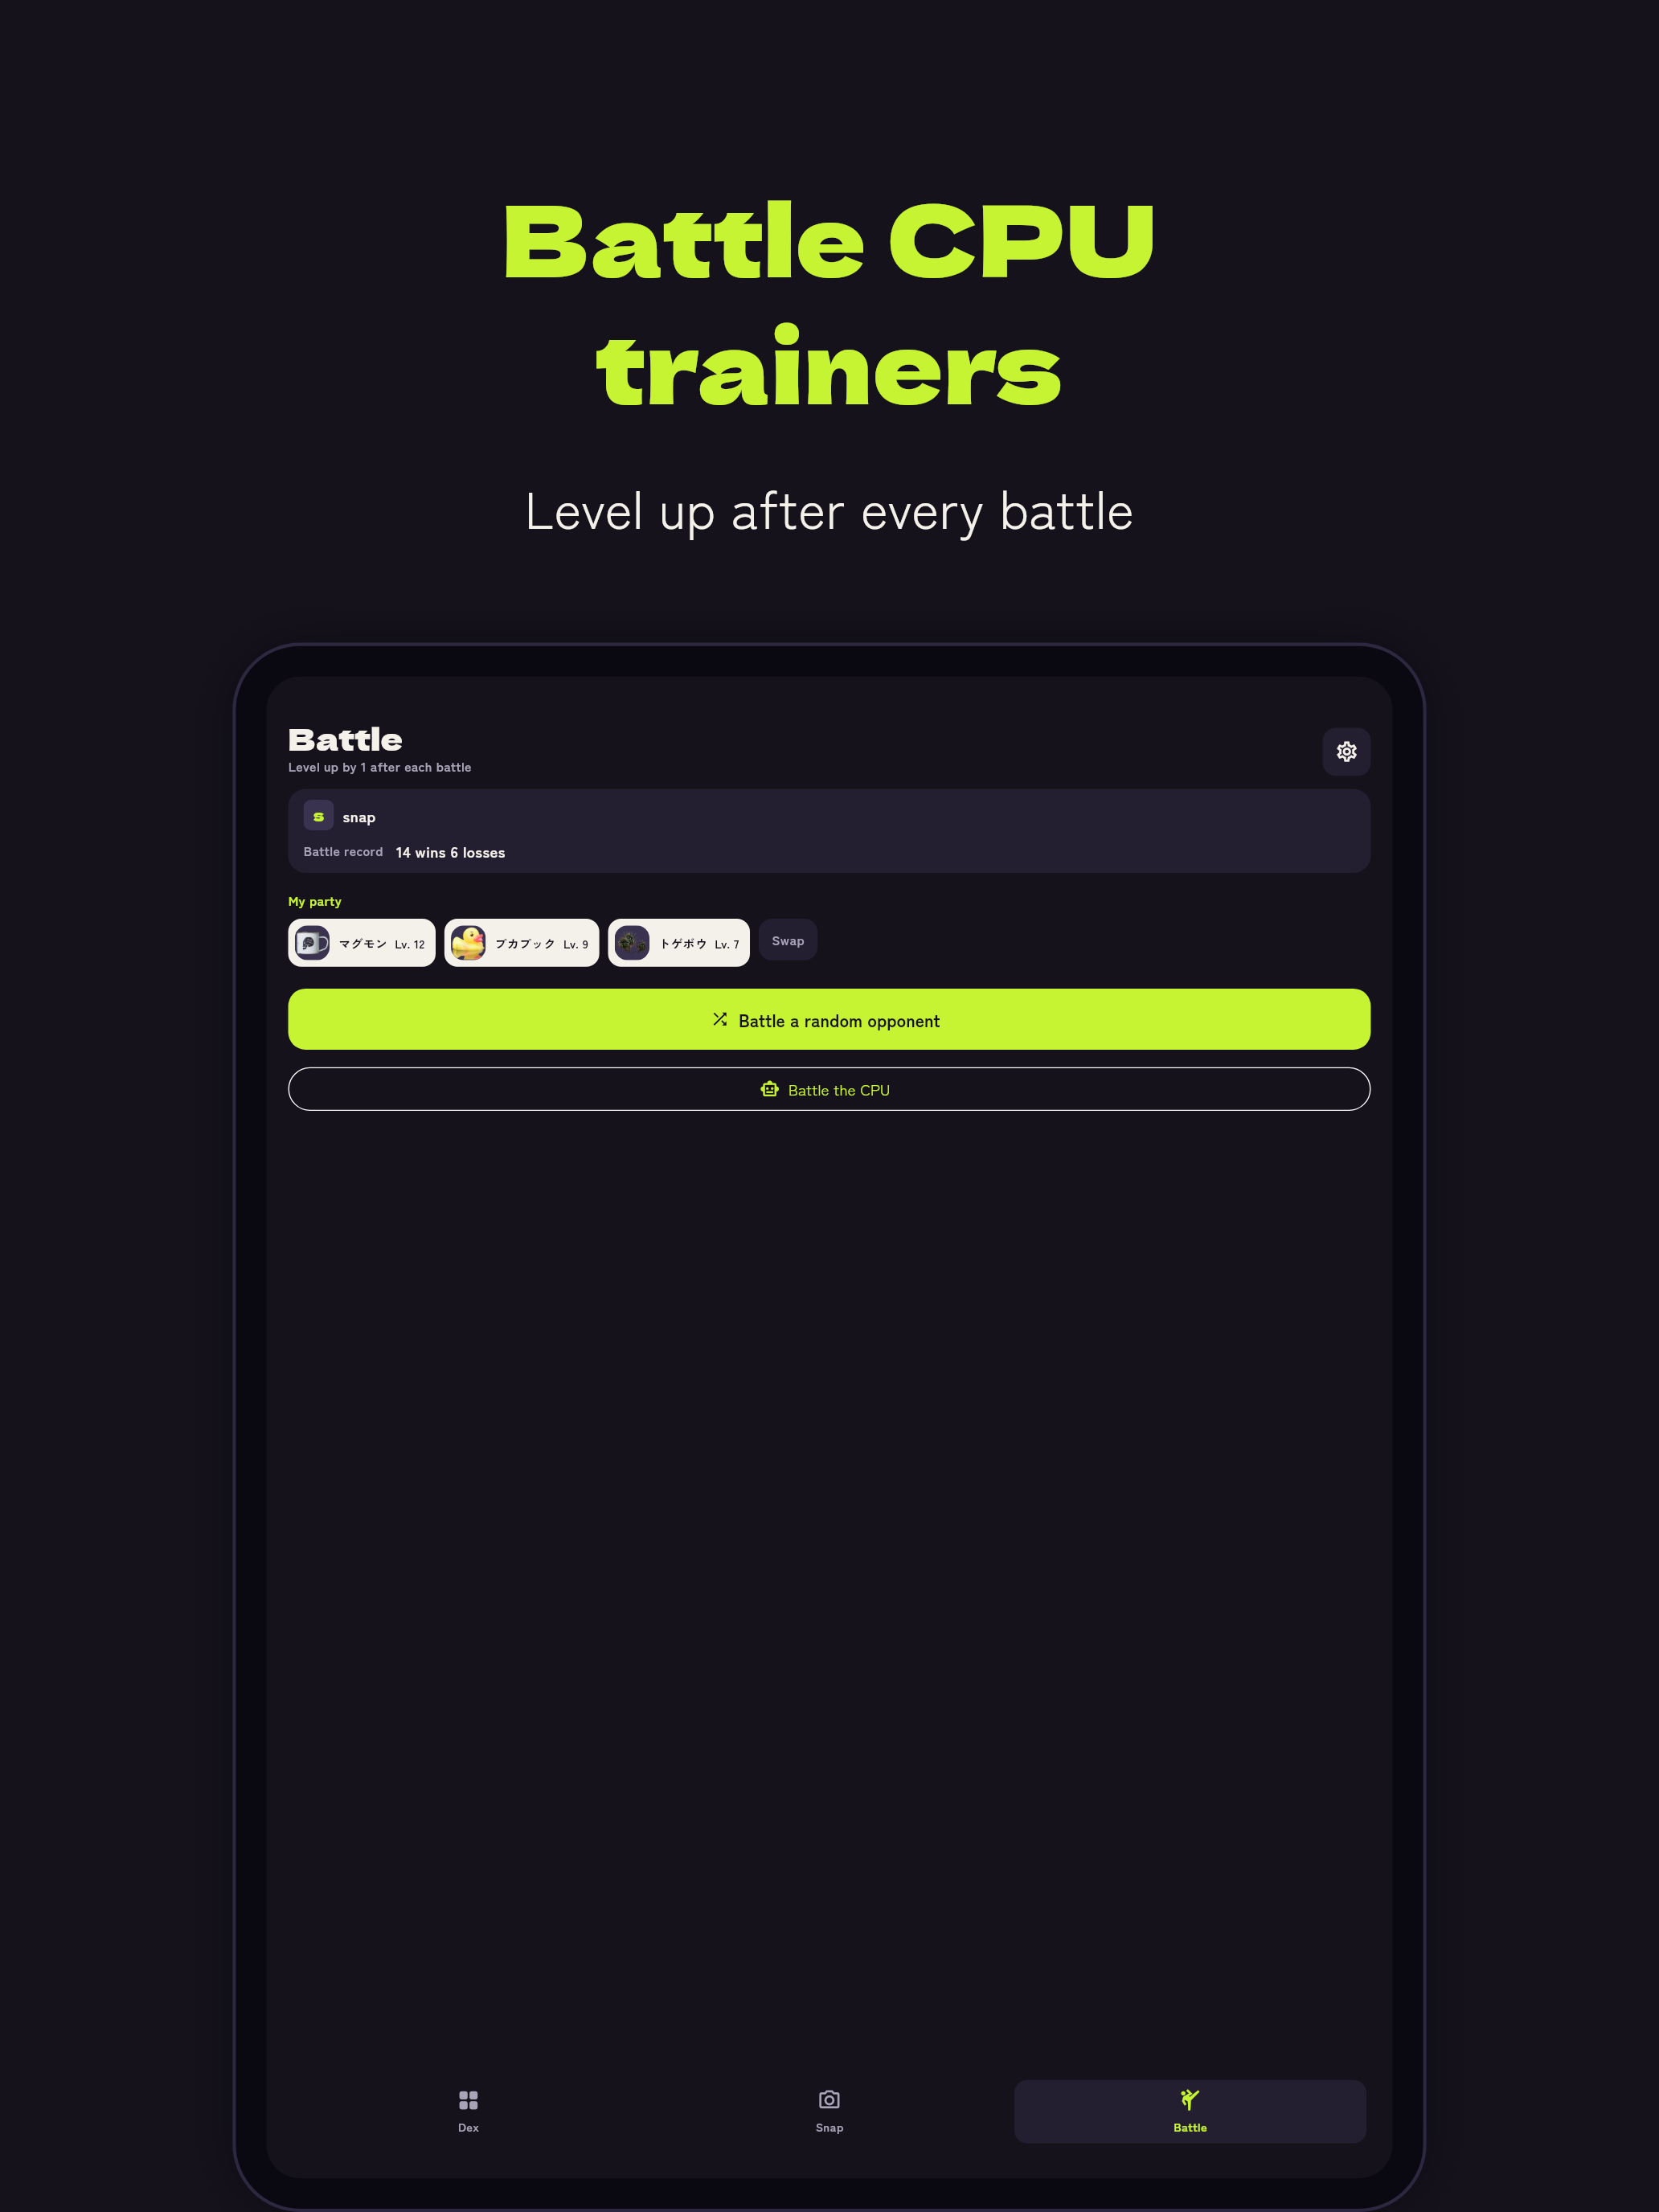 Battle CPU
trainers
Level up after every battle
Battle
Level up by 1 after each battle
s snap
Battle record 14 wins 6 losses
My party
マグモン Lv. 12 プカプック Lv. 9 トゲボウ Lv. 7 Swap
Battle a random opponent
Battle the CPU
Dex Snap Battle